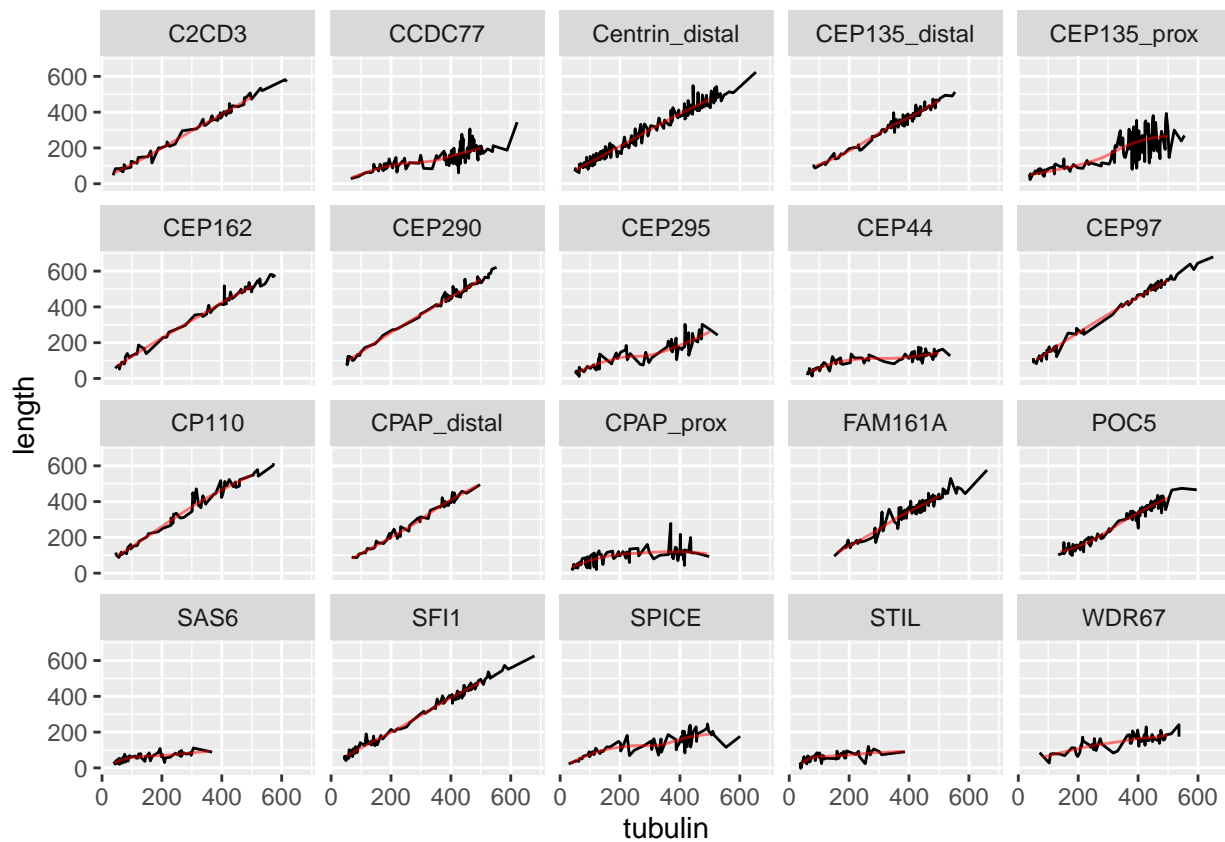 C2CD3 CCDC77 Centrin_distal CEP135_distal CEP135_prox
600
400
200
0
CEP162 CEP290 CEP295 CEP44 CEP97
600
400
200
0
length
CP110 CPAP_distal CPAP_prox FAM161A POC5
600
400
200
0
SAS6 SFI1 SPICE STIL WDR67
600
400
200
0
0 200 400 600 0 200 400 600 0 200 400 600 0 200 400 600 0 200 400 600
tubulin